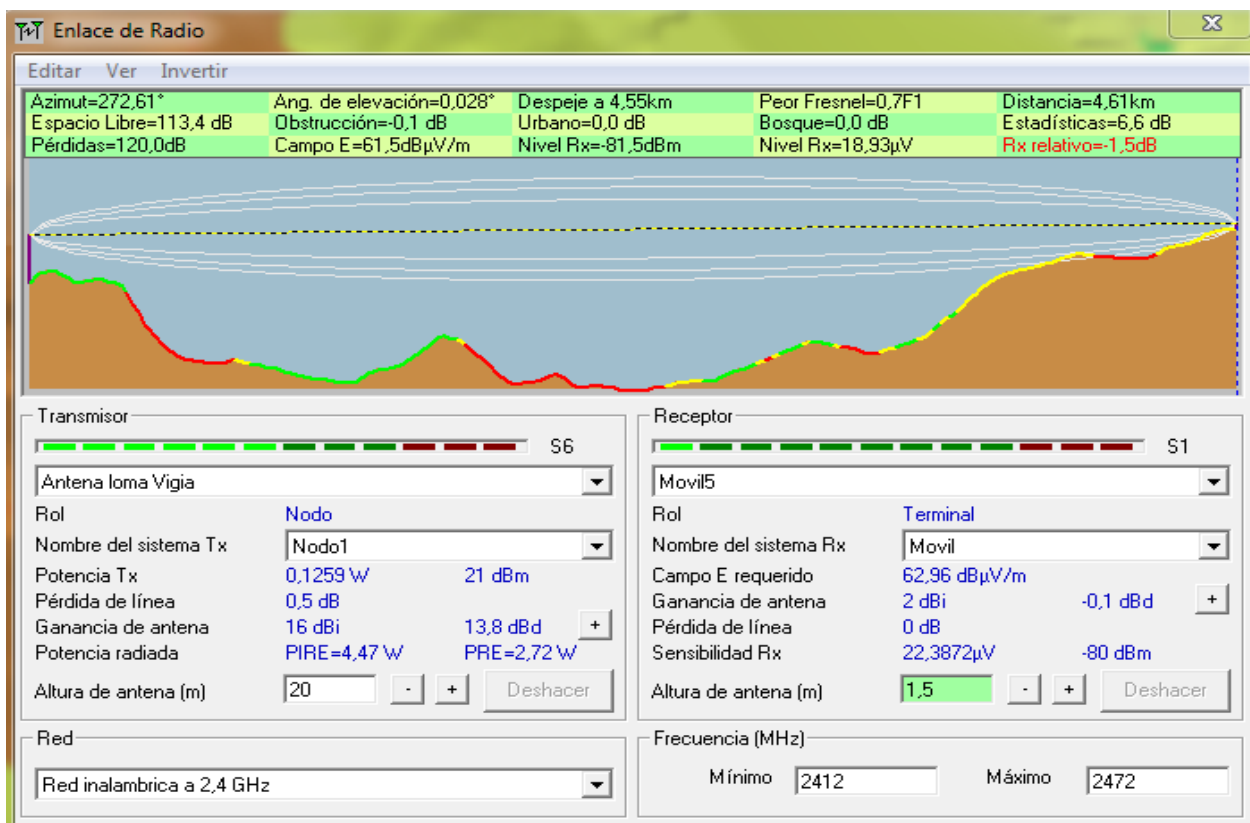 Enlace de Radio
Editar Ver Invertir
Azimut=272,61° Ang. de elevación=0,028° Despeje a 4,55km Peor Fresnel=0,7F1 Distancia=4,61km
Espacio Libre=113,4 dB Obstrucción=-0,1 dB Urbano=0,0 dB Bosque=0,0 dB Estadísticas=6,6 dB
Pérdidas=120,0dB Campo E=61,5dBµV/m Nivel Rx=-81,5dBm Nivel Rx=18,93µV Rx relativo=-1,5dB
Transmisor
S6
Antena loma Vigia
Rol Nodo
Nombre del sistema Tx Nodo1
Potencia Tx 0,1259 W 21 dBm
Pérdida de línea 0,5 dB
Ganancia de antena 16 dBi 13,8 dBd +
Potencia radiada PIRE=4,47 W PRE=2,72 W
Altura de antena (m) 20 - + Deshacer
Receptor
S1
Movil5
Rol Terminal
Nombre del sistema Rx Movil
Campo E requerido 62,96 dBµV/m
Ganancia de antena 2 dBi -0,1 dBd +
Pérdida de línea 0 dB
Sensibilidad Rx 22,3872µV -80 dBm
Altura de antena (m) 1,5 - + Deshacer
Red
Red inalambrica a 2,4 GHz
Frecuencia (MHz)
Mínimo 2412 Máximo 2472